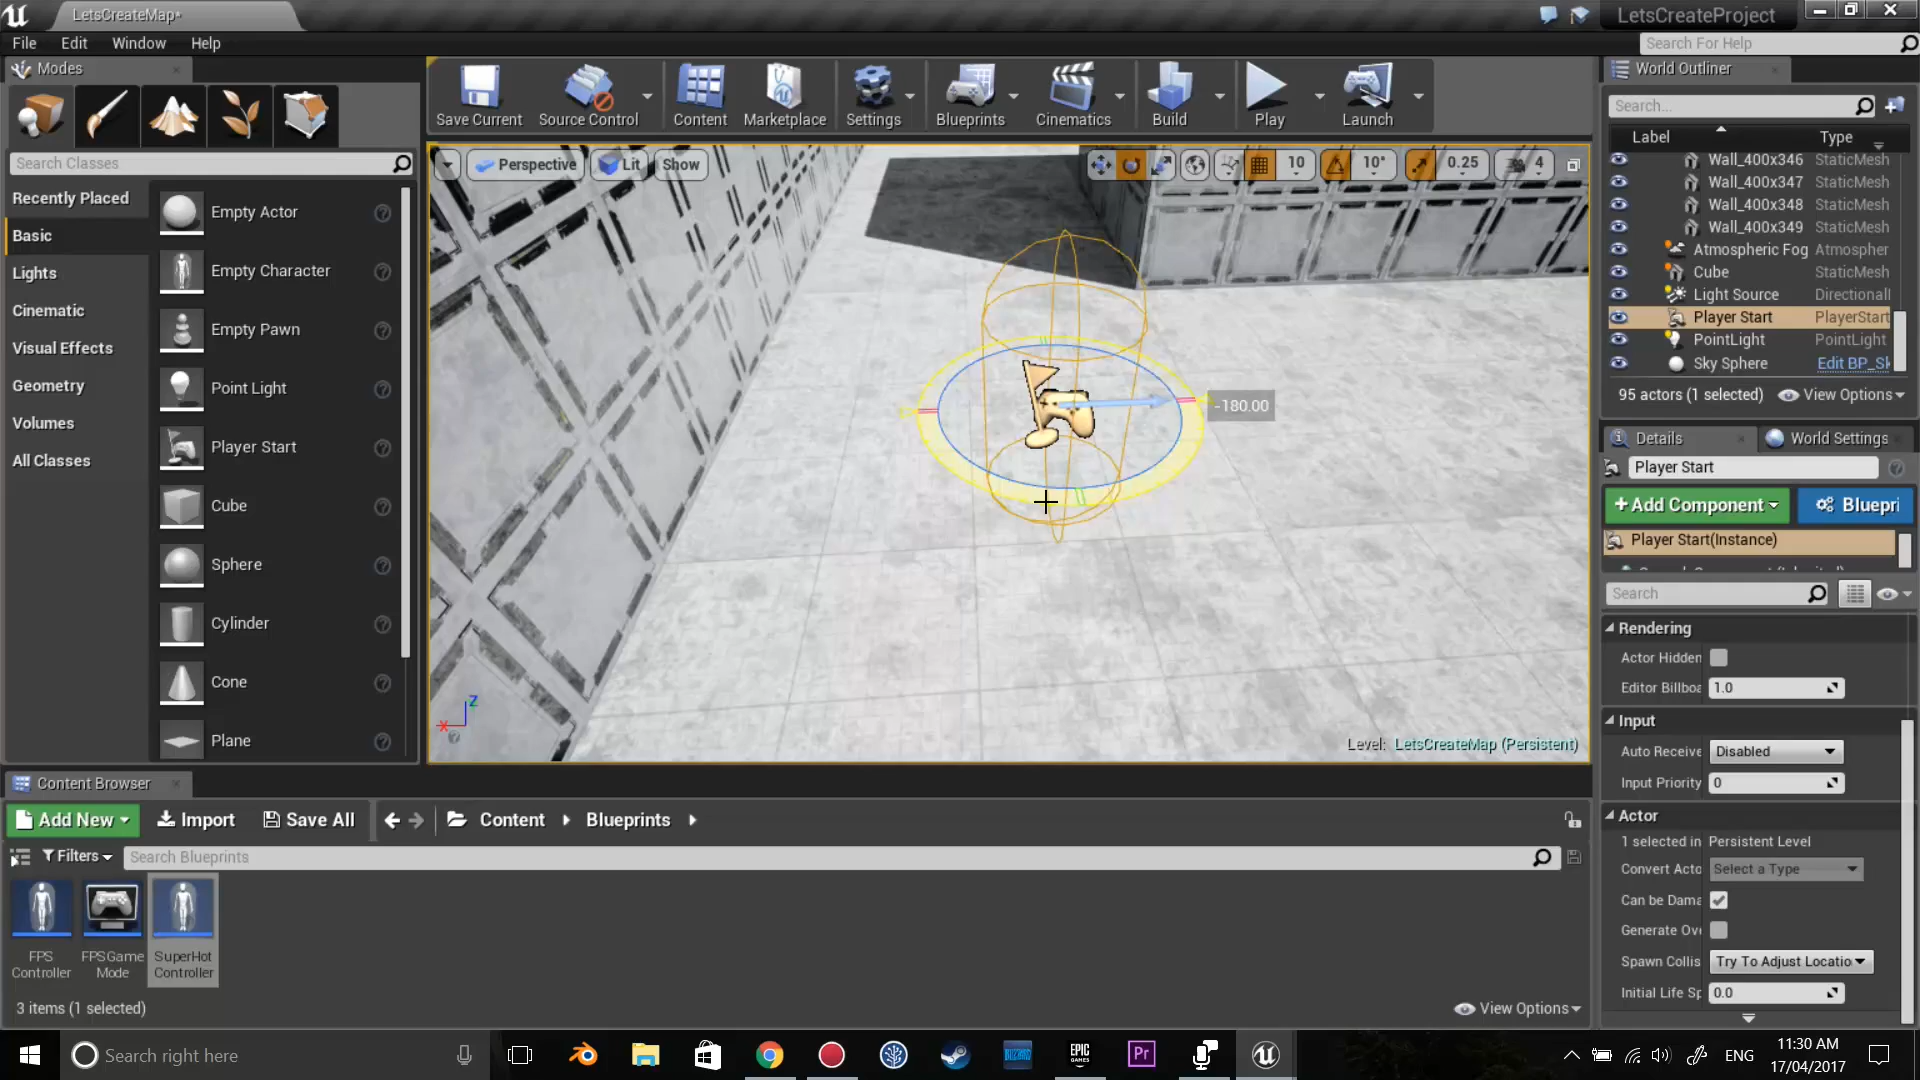 LetsCreateMap*
LetsCreateProject
File Edit Window Help
Search For Help
Modes
Search Classes
Recently Placed
Basic
Lights
Cinematic
Visual Effects
Geometry
Volumes
All Classes
Empty Actor
Empty Character
Empty Pawn
Point Light
Player Start
Cube
Sphere
Cylinder
Cone
Plane
Save Current
Source Control
Content
Marketplace
Settings
Blueprints
Cinematics
Build
Play
Launch
Perspective
Lit
Show
10
10°
0.25
4
-180.00
Z
X
Level: LetsCreateMap (Persistent)
World Outliner
Search...
Label Type
Wall_400x346 StaticMesh
Wall_400x347 StaticMesh
Wall_400x348 StaticMesh
Wall_400x349 StaticMesh
Atmospheric Fog Atmospher
Cube StaticMesh
Light Source Directionall
Player Start PlayerStart
PointLight PointLight
Sky Sphere Edit BP_Sk
95 actors (1 selected) View Options
Details World Settings
Player Start
+Add Component Bluepri
Player Start(Instance)
Search
Rendering
Actor Hidden
Editor Billboa 1.0
Input
Auto Receive Disabled
Input Priority 0
Actor
1 selected in Persistent Level
Convert Acto Select a Type
Can be Dama
Generate Ove
Spawn Collis Try To Adjust Locatio
Initial Life Sp 0.0
Content Browser
Add New Import Save All Content Blueprints
Filters Search Blueprints
FPS
Controller
FPSGame
Mode
SuperHot
Controller
3 items (1 selected)
View Options
Search right here
EPIC
GAMES
Pr
ENG
11:30 AM
17/04/2017